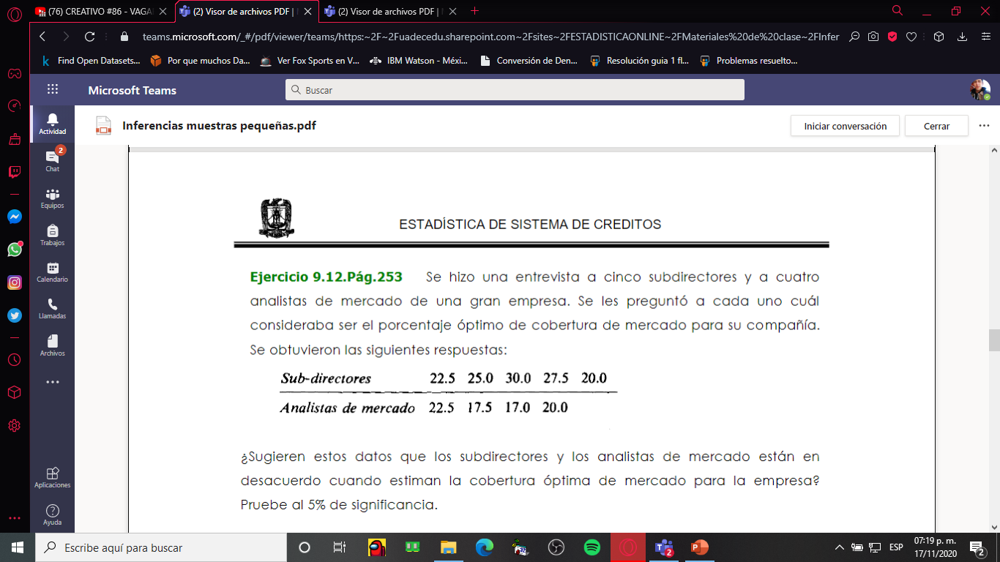 (76) CREATIVO #86 - VAGA
(2) Visor de archivos PDF |
(2) Visor de archivos PDF |
teams.microsoft.com/_#/pdf/viewer/teams/https:~2F~2Fuadecedu.sharepoint.com~2Fsites~2FESTADISTICAONLINE~2FMateriales%20de%20clase~2FInfer
Find Open Datasets...
Por que muchos Da...
Ver Fox Sports en V...
IBM Watson - Méxi...
Conversión de Den...
Resolución guia 1 fl...
Problemas resuelto...
Microsoft Teams
Buscar
Inferencias muestras pequeñas.pdf
Iniciar conversación
Cerrar
Actividad
2
Chat
Equipos
Trabajos
Calendario
Llamadas
Archivos
Aplicaciones
Ayuda
ESTADÍSTICA DE SISTEMA DE CREDITOS
Ejercicio 9.12.Pág.253 Se hizo una entrevista a cinco subdirectores y a cuatro
analistas de mercado de una gran empresa. Se les preguntó a cada uno cuál
consideraba ser el porcentaje óptimo de cobertura de mercado para su compañía.
Se obtuvieron las siguientes respuestas:
Sub-directores 22.5 25.0 30.0 27.5 20.0
Analistas de mercado 22.5 17.5 17.0 20.0
¿Sugieren estos datos que los subdirectores y los analistas de mercado están en
desacuerdo cuando estiman la cobertura óptima de mercado para la empresa?
Pruebe al 5% de significancia.
Escribe aquí para buscar
2
ESP
07:19 p. m.
17/11/2020
2